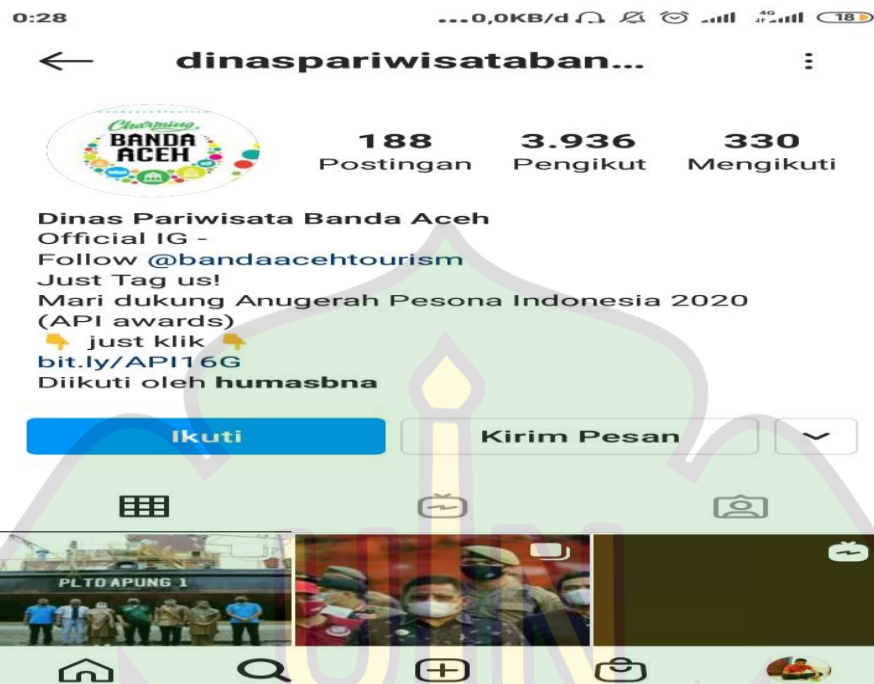 0:28
...0,0KB/d 4G 18
dinaspariwisataban...
Charming
BANDA
ACEH
188 3.936 330
Postingan Pengikut Mengikuti
Dinas Pariwisata Banda Aceh
Official IG -
Follow @bandaacehtourism
Just Tag us!
Mari dukung Anugerah Pesona Indonesia 2020
(API awards)
👇 just klik 👇
bit.ly/API16G
Diikuti oleh humasbna
Ikuti Kirim Pesan
PLTD APUNG 1
UIN